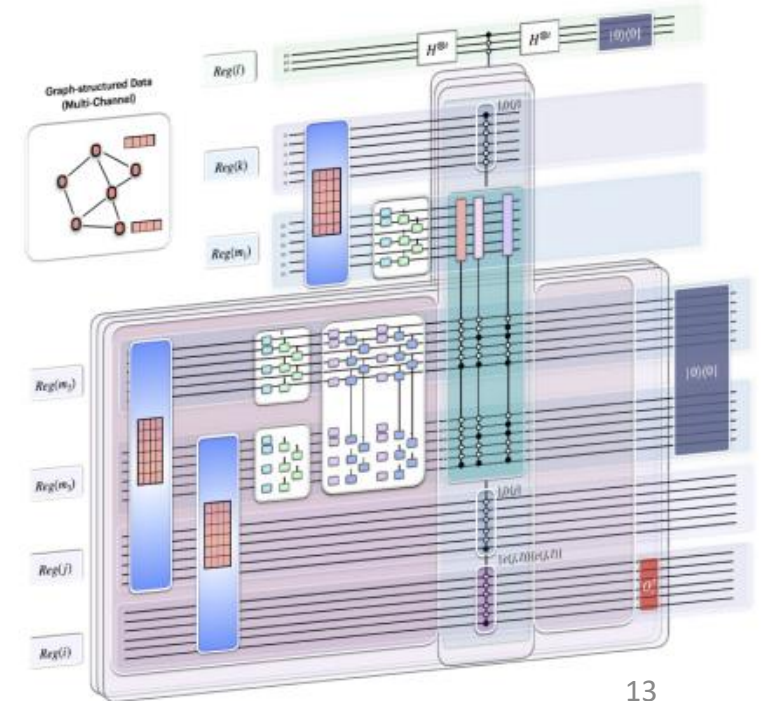 Graph-structured Data
(Multi-Channel)
Reg(l)
H⊗l
H⊗l
|0⟩⟨0|
Reg(k)
|j⟩⟨j|
Reg(m₁)
Reg(m₂)
|0⟩⟨0|
Reg(m₃)
|j⟩⟨j|
Reg(j)
Reg(i)
13